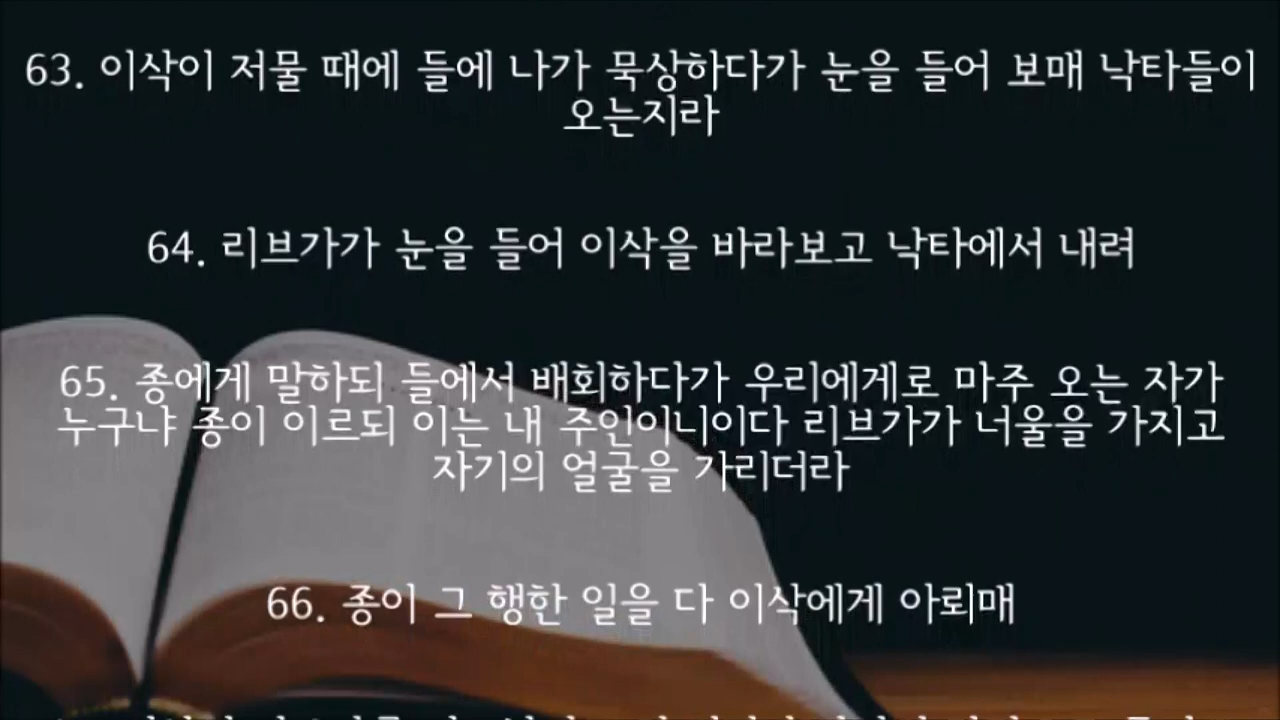 63. 이삭이 저물 때에 들에 나가 묵상하다가 눈을 들어 보매 낙타들이
오는지라
64. 리브가가 눈을 들어 이삭을 바라보고 낙타에서 내려
65. 종에게 말하되 들에서 배회하다가 우리에게로 마주 오는 자가
누구냐 종이 이르되 이는 내 주인이니이다 리브가가 너울을 가지고
자기의 얼굴을 가리더라
66. 종이 그 행한 일을 다 이삭에게 아뢰매